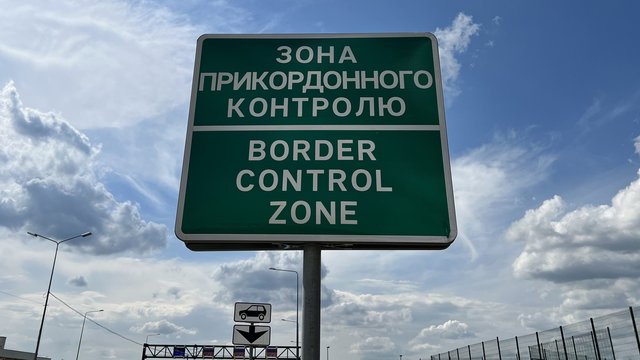 ЗОНА
ПРИКОРДОННОГО
КОНТРОЛЮ
BORDER
CONTROL
ZONE